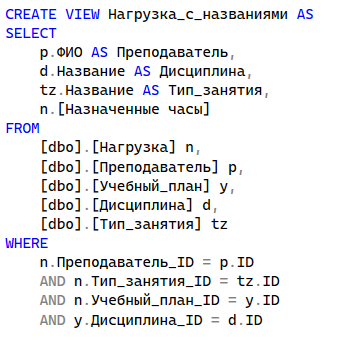 CREATE VIEW Нагрузка_с_названиями AS
SELECT
    p.ФИО AS Преподаватель,
    d.Название AS Дисциплина,
    tz.Название AS Тип_занятия,
    n.[Назначенные часы]
FROM
    [dbo].[Нагрузка] n,
    [dbo].[Преподаватель] p,
    [dbo].[Учебный_план] y,
    [dbo].[Дисциплина] d,
    [dbo].[Тип_занятия] tz
WHERE
    n.Преподаватель_ID = p.ID
    AND n.Тип_занятия_ID = tz.ID
    AND n.Учебный_план_ID = y.ID
    AND y.Дисциплина_ID = d.ID